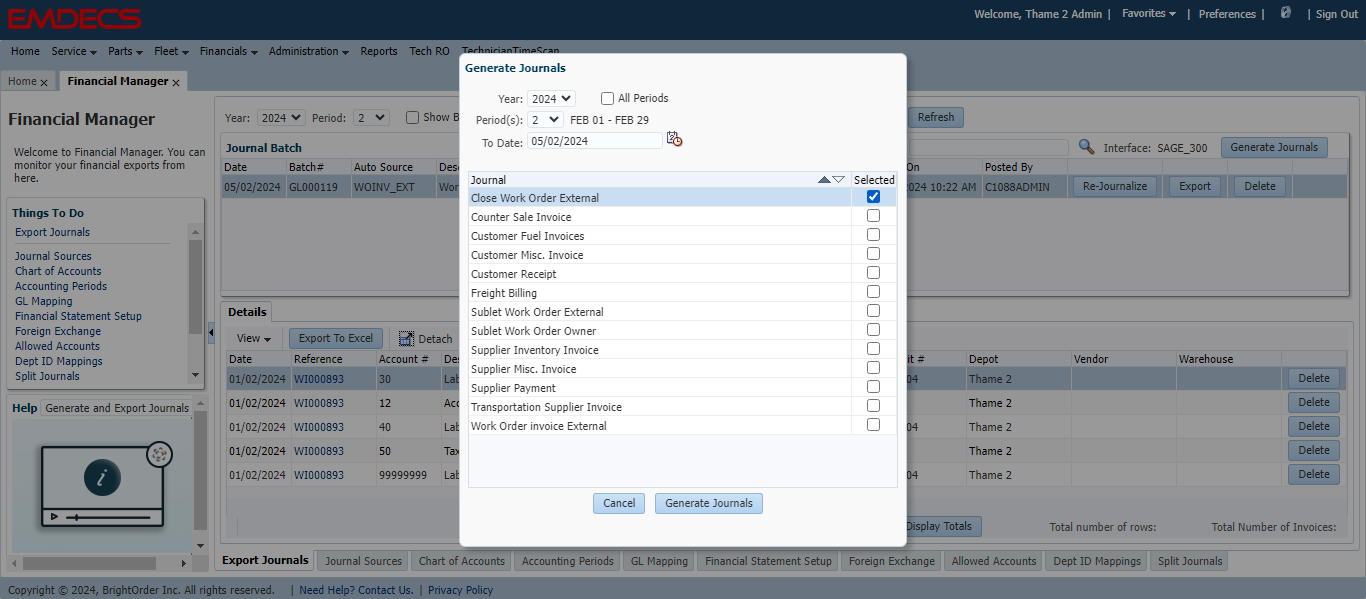 EMDECS
Welcome, Thame 2 Admin | Favorites | Preferences | | Sign Out
Home Service Parts Fleet Financials Administration Reports Tech RO TechnicianTimeScan
Home x Financial Manager x
Financial Manager
Welcome to Financial Manager. You can
monitor your financial exports from
here.
Things To Do
Export Journals
Journal Sources
Chart of Accounts
Accounting Periods
GL Mapping
Financial Statement Setup
Foreign Exchange
Allowed Accounts
Dept ID Mappings
Split Journals
Help Generate and Export Journals
Year: 2024 Period: 2 Show B
Refresh
Journal Batch
Interface: SAGE_300 Generate Journals
Date Batch# Auto Source Des On Posted By
05/02/2024 GL000119 WOINV_EXT Wor 2024 10:22 AM C1088ADMIN Re-Journalize Export Delete
Generate Journals
Year: 2024 All Periods
Period(s): 2 FEB 01 - FEB 29
To Date: 05/02/2024
Journal Selected
Close Work Order External
Counter Sale Invoice
Customer Fuel Invoices
Customer Misc. Invoice
Customer Receipt
Freight Billing
Sublet Work Order External
Sublet Work Order Owner
Supplier Inventory Invoice
Supplier Misc. Invoice
Supplier Payment
Transportation Supplier Invoice
Work Order invoice External
Cancel Generate Journals
Details
View Export To Excel Detach
Date Reference Account # Des it # Depot Vendor Warehouse
01/02/2024 WI000893 30 Lab 04 Thame 2 Delete
01/02/2024 WI000893 12 Acc 04 Thame 2 Delete
01/02/2024 WI000893 40 Lab 04 Thame 2 Delete
01/02/2024 WI000893 50 Tax 04 Thame 2 Delete
01/02/2024 WI000893 99999999 Lab 04 Thame 2 Delete
Display Totals Total number of rows: Total Number of Invoices:
Export Journals Journal Sources Chart of Accounts Accounting Periods GL Mapping Financial Statement Setup Foreign Exchange Allowed Accounts Dept ID Mappings Split Journals
Copyright © 2024, BrightOrder Inc. All rights reserved. | Need Help? Contact Us. | Privacy Policy